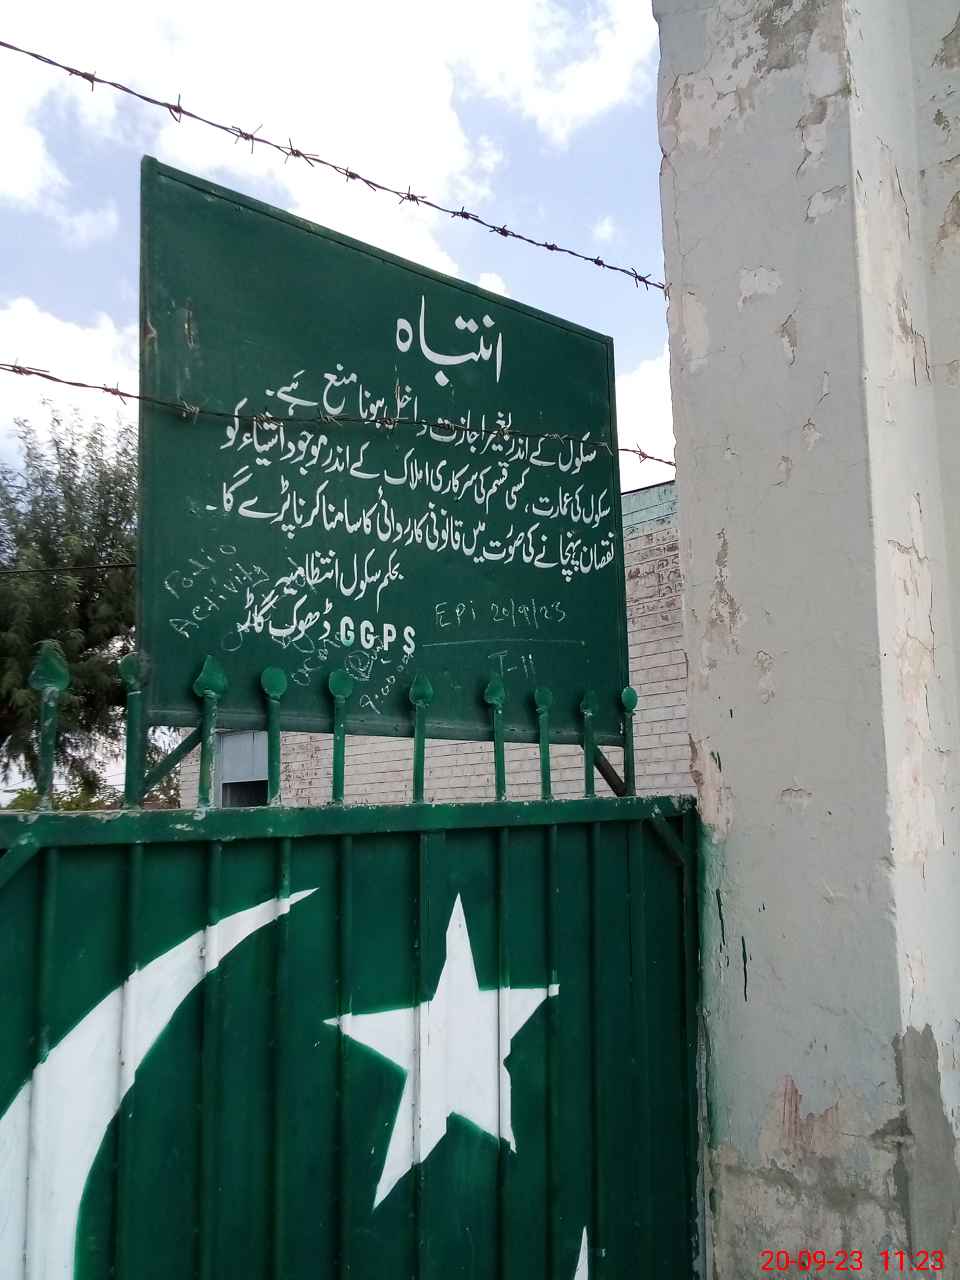 انتباہ
سکول کے اندر بغیر اجازت داخل ہونا منع ہے۔
سکول کی عمارت ، کسی قسم کی سرکاری املاک کے اندر موجود اشیاء کو
نقصان پہنچانے کی صُورت میں قانونی کاروائی کا سامنا کرنا پڑے گا۔
بحکم سکول انتظامیہ
GGPS ڈھوک گاڑ
Polio
Activity
EPi 20/9/23
T-11
20-09-23 11.23